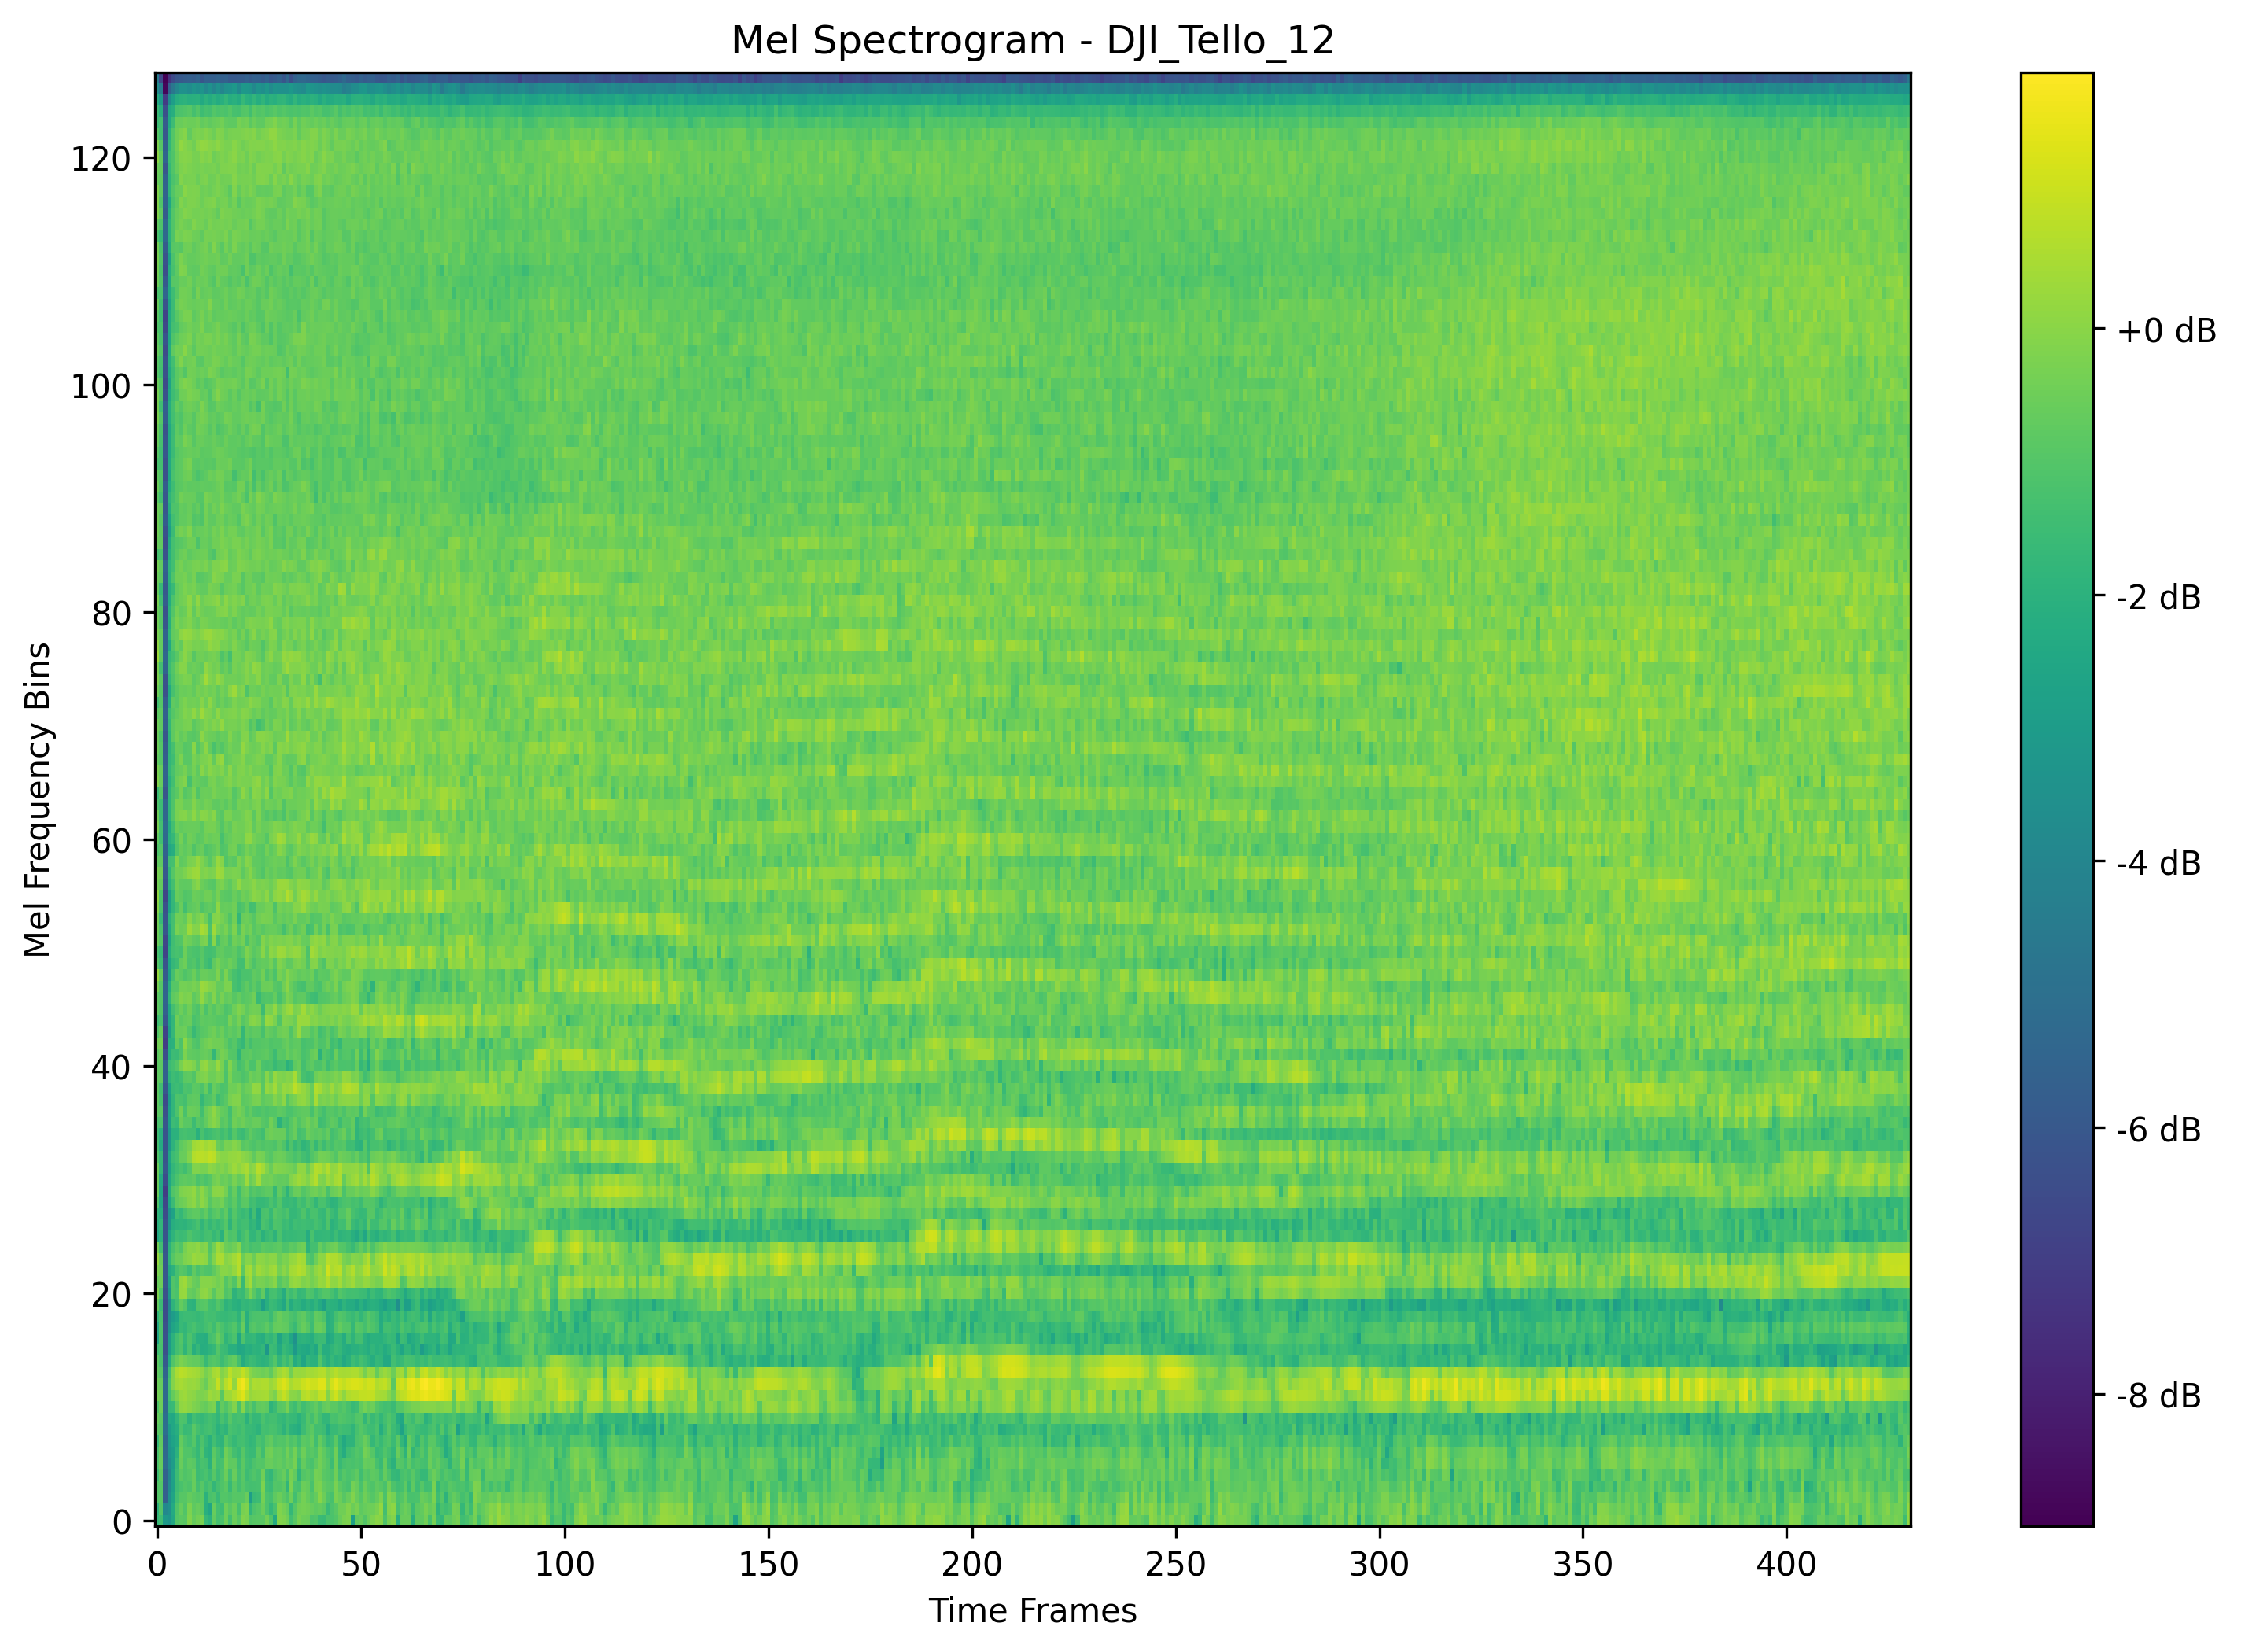 Mel Spectrogram - DJI_Tello_12
Mel Frequency Bins
120
100
80
60
40
20
0
0 50 100 150 200 250 300 350 400
Time Frames
+0 dB
-2 dB
-4 dB
-6 dB
-8 dB